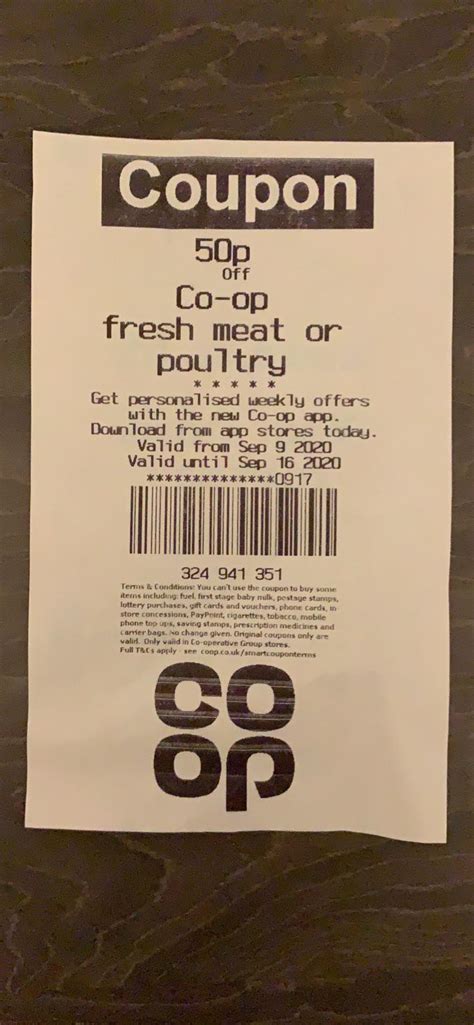 Coupon
50p
Off
Co-op
fresh meat or
poultry
* * * * *
Get personalised weekly offers
with the new Co-op app.
Download from app stores today.
Valid from Sep 9 2020
Valid until Sep 16 2020
**************0917
324 941 351
Terms & Conditions: You can't use the coupon to buy some
items including: fuel, first stage baby milk, postage stamps,
lottery purchases, gift cards and vouchers, phone cards, in
store concessions, PayPoint, cigarettes, tobacco, mobile
phone top ups, saving stamps, prescription medicines and
carrier bags. No change given. Original coupons only are
valid. Only valid in Co-operative Group stores.
Full T&Cs apply - see coop.co.uk/smartcouponterms
co
op